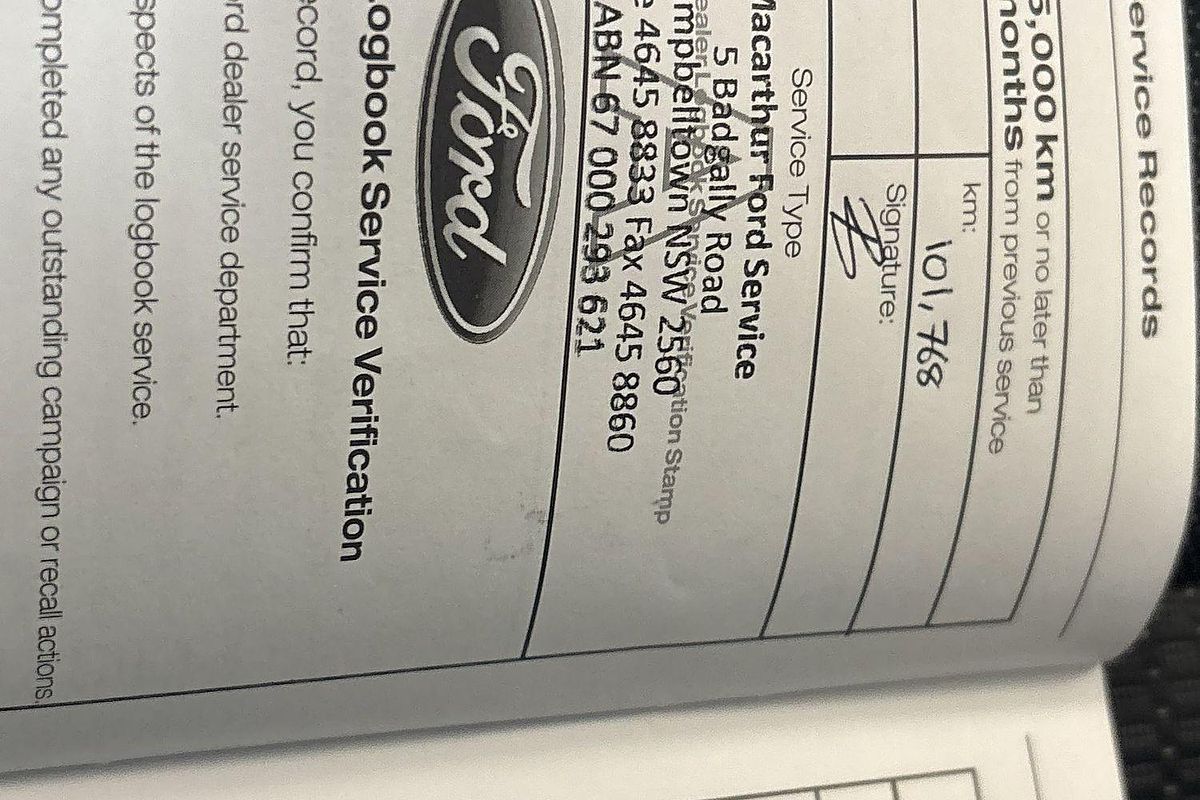 ervice Records
5,000 km or no later than
months from previous service
km: 101,768
Signature:
Service Type
Macarthur Ford Service
5 Badgally Road
mpbelltown NSW 2560
ealer Logbook Service Verification Stamp
e 4645 8833 Fax 4645 8860
ABN 67 000 293 621
Ford
ogbook Service Verification
ecord, you confirm that:
rd dealer service department.
spects of the logbook service.
ompleted any outstanding campaign or recall actions.